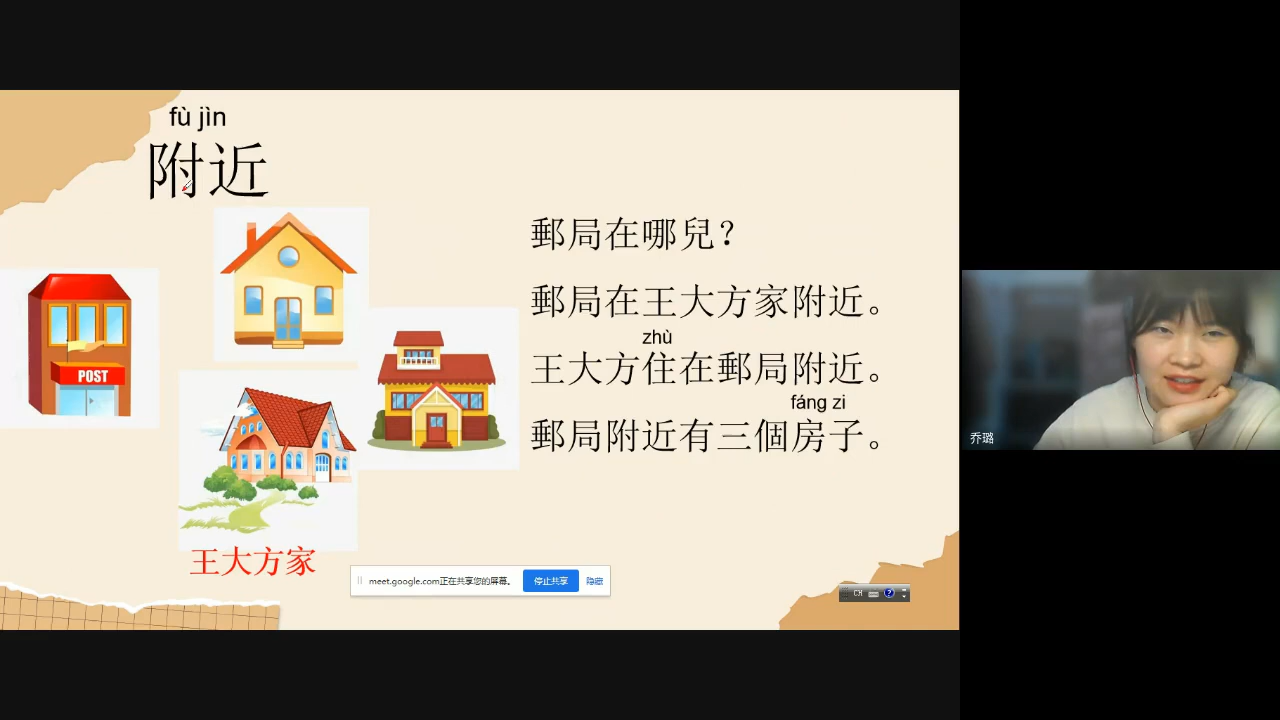 fù jìn
附近
郵局在哪兒？
郵局在王大方家附近。
zhù
王大方住在郵局附近。
fáng zi
郵局附近有三個房子。
POST
王大方家
meet.google.com正在共享您的屏幕。
停止共享
隐藏
CH
乔璐